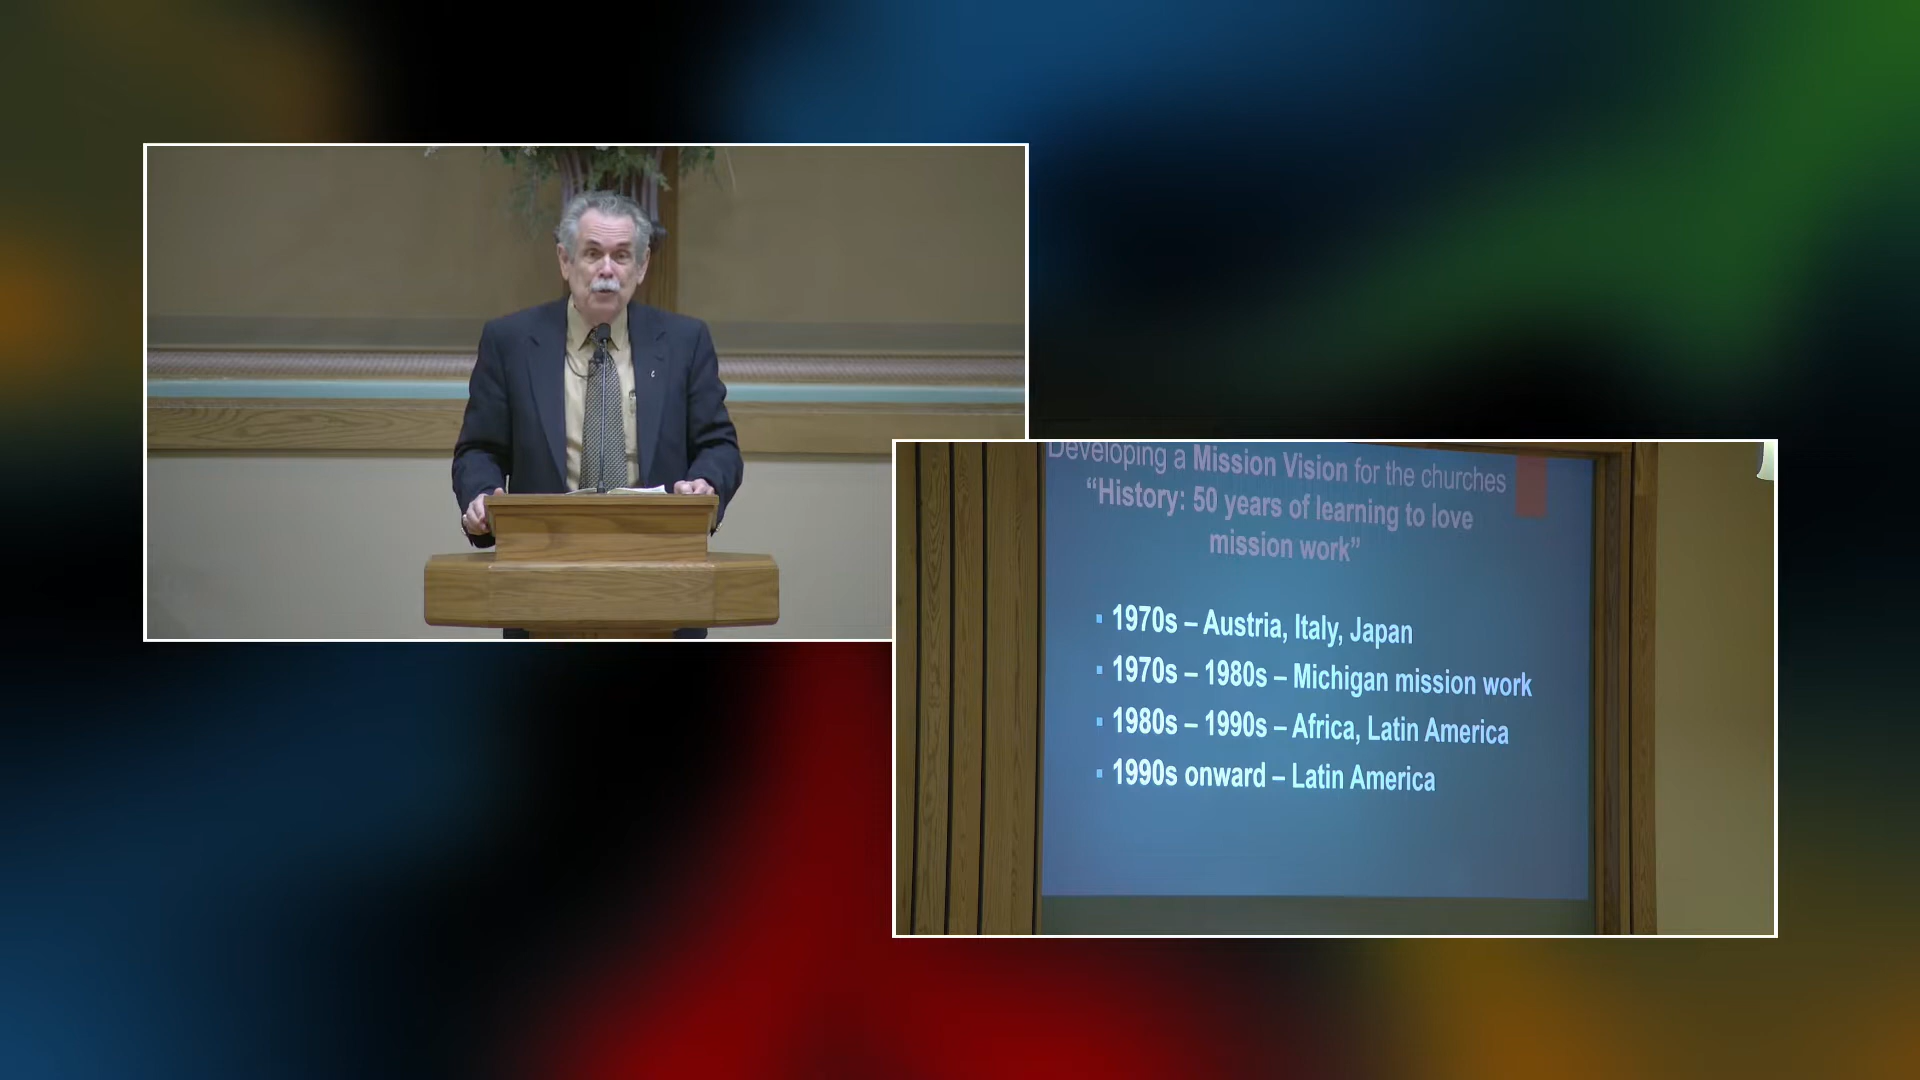 Developing a Mission Vision for the churches
“History: 50 years of learning to love
mission work”
▪ 1970s – Austria, Italy, Japan
▪ 1970s – 1980s – Michigan mission work
▪ 1980s – 1990s – Africa, Latin America
▪ 1990s onward – Latin America